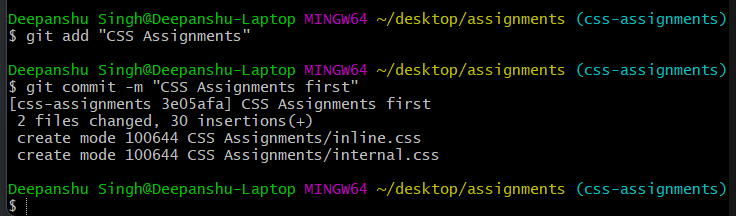 Deepanshu Singh@Deepanshu-Laptop MINGW64 ~/desktop/assignments (css-assignments)
$ git add "CSS Assignments"
Deepanshu Singh@Deepanshu-Laptop MINGW64 ~/desktop/assignments (css-assignments)
$ git commit -m "CSS Assignments first"
[css-assignments 3e05afa] CSS Assignments first
 2 files changed, 30 insertions(+)
 create mode 100644 CSS Assignments/inline.css
 create mode 100644 CSS Assignments/internal.css
Deepanshu Singh@Deepanshu-Laptop MINGW64 ~/desktop/assignments (css-assignments)
$